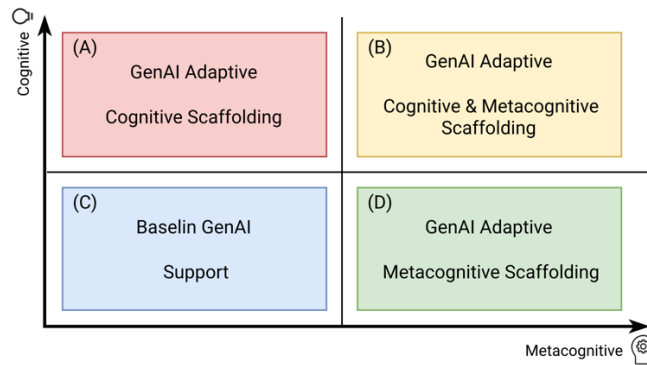 Cognitive
(A)
GenAI Adaptive
Cognitive Scaffolding
(B)
GenAI Adaptive
Cognitive & Metacognitive
Scaffolding
(C)
Baselin GenAI
Support
(D)
GenAI Adaptive
Metacognitive Scaffolding
Metacognitive